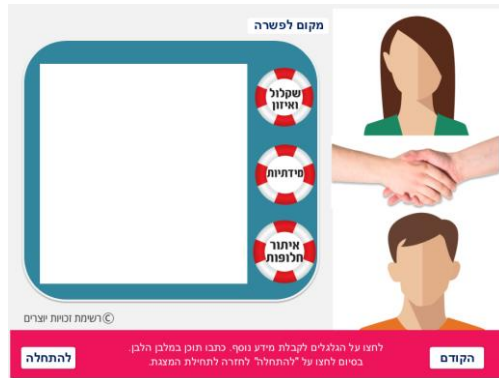 מקום לפשרה
שקלול
ואיזון
מידתיות
איתור
חלופות
©רשימת זכויות יוצרים
הקודם
לחצו על הגלגלים לקבלת מידע נוסף. כתבו תוכן במלבן הלבן.
בסיום לחצו על "להתחלה" לחזרה לתחילת המצגת.
להתחלה